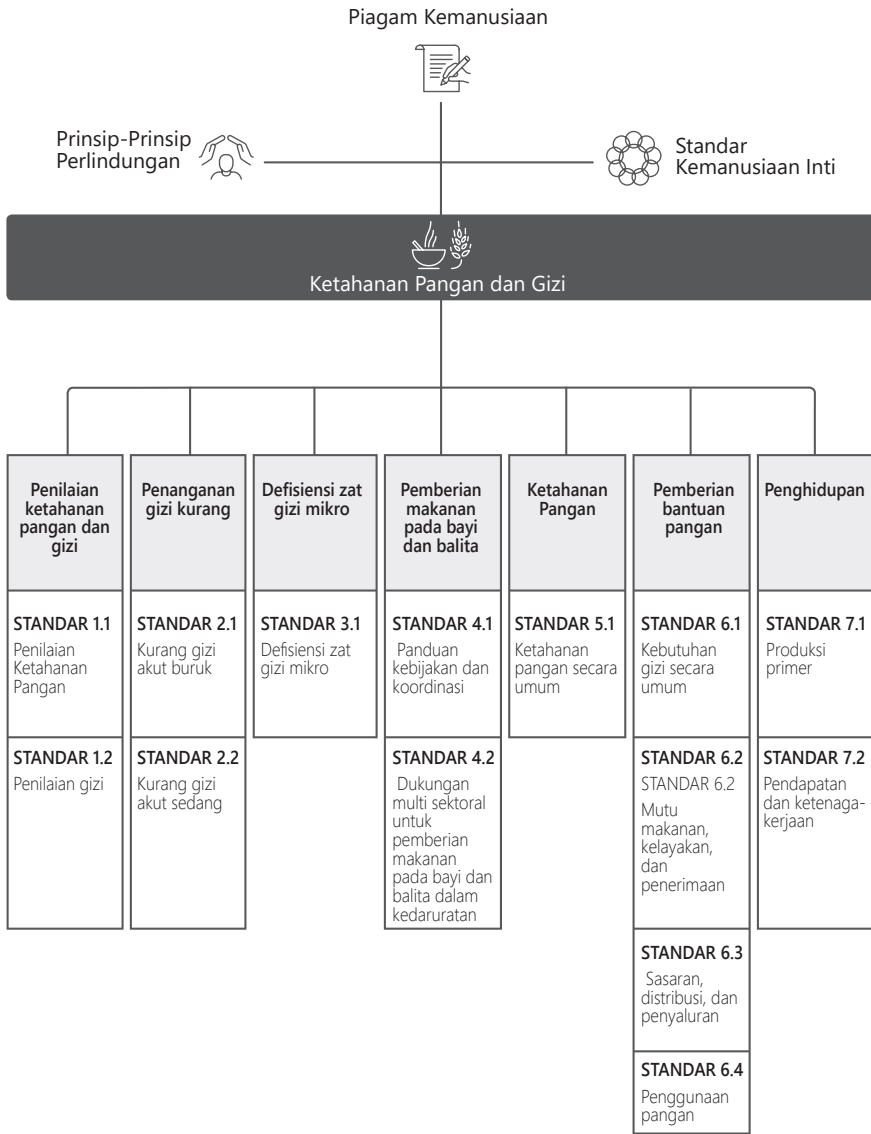 Piagam Kemanusiaan
Prinsip-Prinsip
Perlindungan
Standar
Kemanusiaan Inti
Ketahanan Pangan dan Gizi
Penilaian
ketahanan
pangan dan
gizi
STANDAR 1.1
Penilaian
Ketahanan
Pangan
STANDAR 1.2
Penilaian gizi
Penanganan
gizi kurang
STANDAR 2.1
Kurang gizi
akut buruk
STANDAR 2.2
Kurang gizi
akut sedang
Defisiensi zat
gizi mikro
STANDAR 3.1
Defisiensi zat
gizi mikro
Pemberian
makanan
pada bayi
dan balita
STANDAR 4.1
Panduan
kebijakan dan
koordinasi
STANDAR 4.2
Dukungan
multi sektoral
untuk
pemberian
makanan
pada bayi dan
balita dalam
kedaruratan
Ketahanan
Pangan
STANDAR 5.1
Ketahanan
pangan secara
umum
Pemberian
bantuan
pangan
STANDAR 6.1
Kebutuhan
gizi secara
umum
STANDAR 6.2
STANDAR 6.2
Mutu
makanan,
kelayakan,
dan
penerimaan
STANDAR 6.3
Sasaran,
distribusi, dan
penyaluran
STANDAR 6.4
Penggunaan
pangan
Penghidupan
STANDAR 7.1
Produksi
primer
STANDAR 7.2
Pendapatan
dan ketenaga-
kerjaan